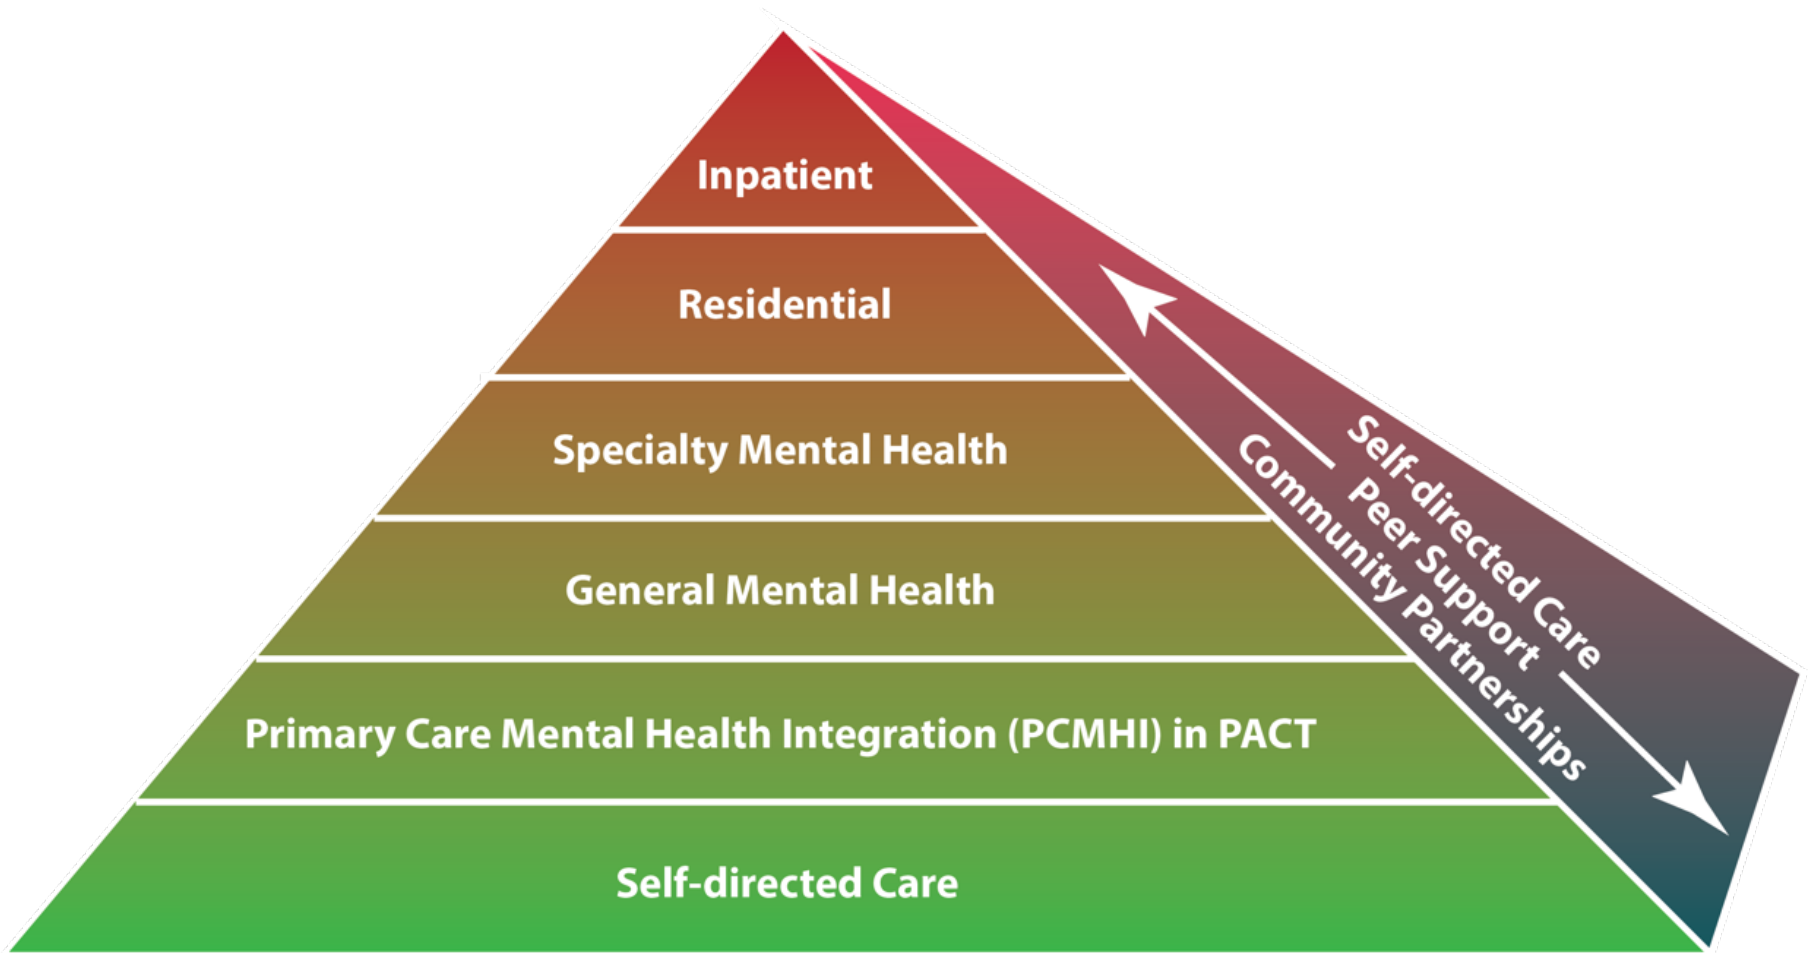 Inpatient
Residential
Specialty Mental Health
General Mental Health
Primary Care Mental Health Integration (PCMHI) in PACT
Self-directed Care
Self-directed Care
Peer Support
Community Partnerships